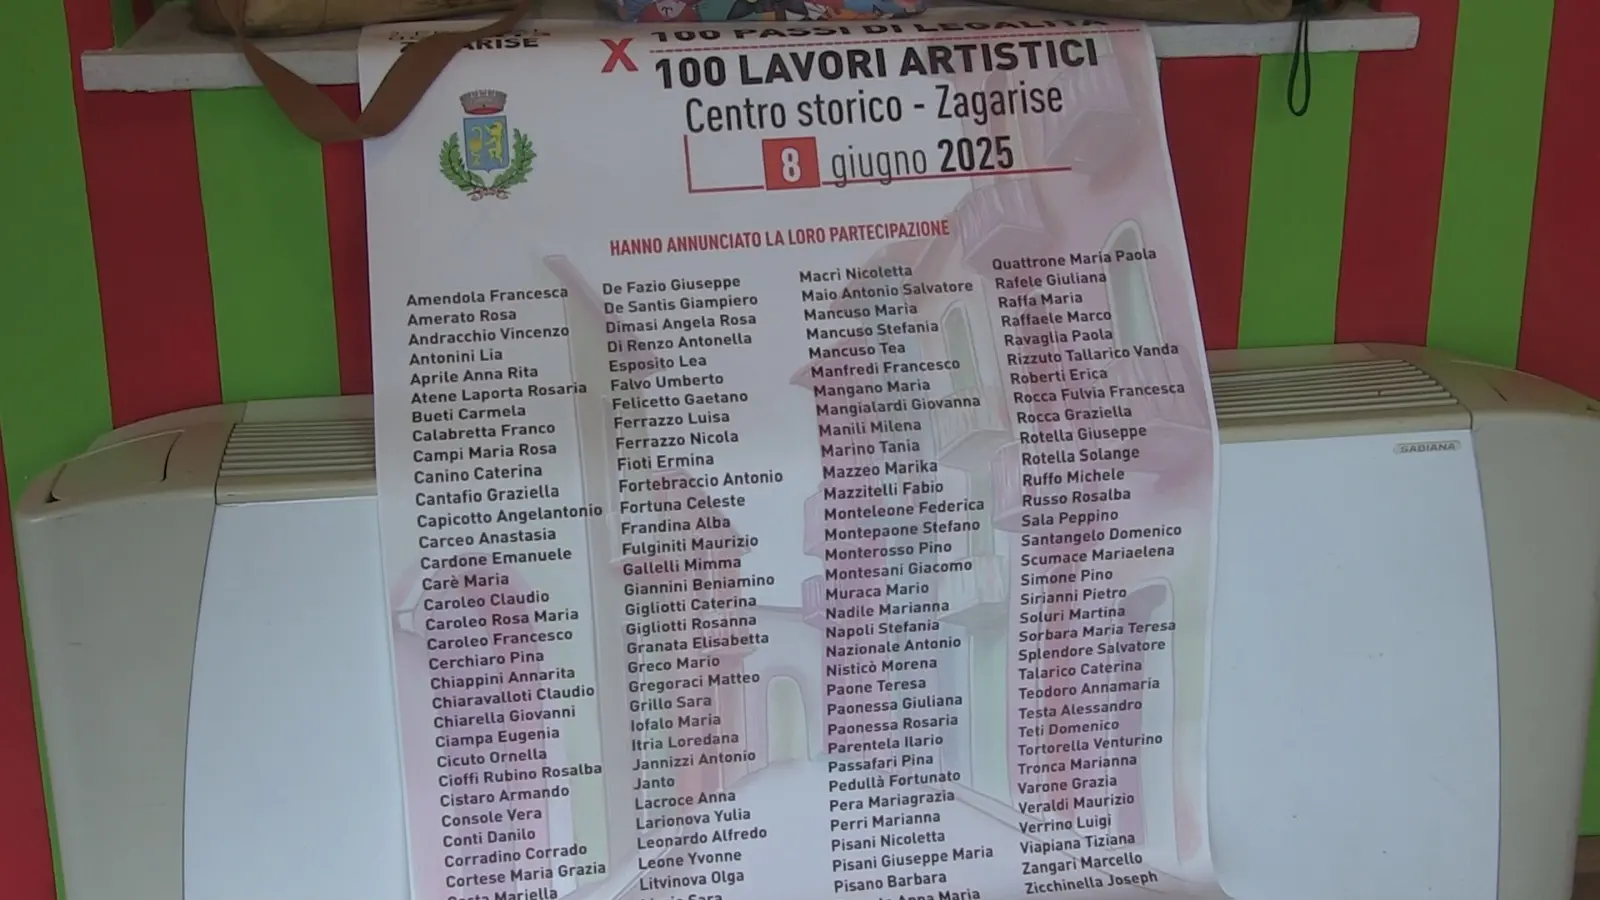 ZAGARISE
100 PASSI DI LEGALITÀ
X
100 LAVORI ARTISTICI
Centro storico - Zagarise
8 giugno 2025
HANNO ANNUNCIATO LA LORO PARTECIPAZIONE
Amendola Francesca
Amerato Rosa
Andracchio Vincenzo
Antonini Lia
Aprile Anna Rita
Atene Laporta Rosaria
Bueti Carmela
Calabretta Franco
Campi Maria Rosa
Canino Caterina
Cantafio Graziella
Capicotto Angelantonio
Carceo Anastasia
Cardone Emanuele
Carè Maria
Caroleo Claudio
Caroleo Rosa Maria
Caroleo Francesco
Cerchiaro Pina
Chiappini Annarita
Chiaravalloti Claudio
Chiarella Giovanni
Ciampa Eugenia
Cicuto Ornella
Cioffi Rubino Rosalba
Cistaro Armando
Console Vera
Conti Danilo
Corradino Corrado
Cortese Maria Grazia
Mariella
De Fazio Giuseppe
De Santis Giampiero
Dimasi Angela Rosa
Di Renzo Antonella
Esposito Lea
Falvo Umberto
Felicetto Gaetano
Ferrazzo Luisa
Ferrazzo Nicola
Fioti Ermina
Fortebraccio Antonio
Fortuna Celeste
Frandina Alba
Fulginiti Maurizio
Gallelli Mimma
Giannini Beniamino
Gigliotti Caterina
Gigliotti Rosanna
Granata Elisabetta
Greco Mario
Gregoraci Matteo
Grillo Sara
Iofalo Maria
Itria Loredana
Jannizzi Antonio
Janto
Lacroce Anna
Larionova Yulia
Leonardo Alfredo
Leone Yvonne
Litvinova Olga
Sara
Macrì Nicoletta
Maio Antonio Salvatore
Mancuso Maria
Mancuso Stefania
Mancuso Tea
Manfredi Francesco
Mangano Maria
Mangialardi Giovanna
Manili Milena
Marino Tania
Mazzeo Marika
Mazzitelli Fabio
Monteleone Federica
Montepaone Stefano
Monterosso Pino
Montesani Giacomo
Muraca Mario
Nadile Marianna
Napoli Stefania
Nazionale Antonio
Nisticò Morena
Paone Teresa
Paonessa Giuliana
Paonessa Rosaria
Parentela Ilario
Passafari Pina
Pedullà Fortunato
Pera Mariagrazia
Perri Marianna
Pisani Nicoletta
Pisani Giuseppe Maria
Pisano Barbara
Anna Maria
Quattrone Maria Paola
Rafele Giuliana
Raffa Maria
Raffaele Marco
Ravaglia Paola
Rizzuto Tallarico Vanda
Roberti Erica
Rocca Fulvia Francesca
Rocca Graziella
Rotella Giuseppe
Rotella Solange
Ruffo Michele
Russo Rosalba
Sala Peppino
Santangelo Domenico
Scumace Mariaelena
Simone Pino
Sirianni Pietro
Soluri Martina
Sorbara Maria Teresa
Splendore Salvatore
Talarico Caterina
Teodoro Annamaria
Testa Alessandro
Teti Domenico
Tortorella Venturino
Tronca Marianna
Varone Grazia
Veraldi Maurizio
Verrino Luigi
Viapiana Tiziana
Zangari Marcello
Zicchinella Joseph
SABIANA